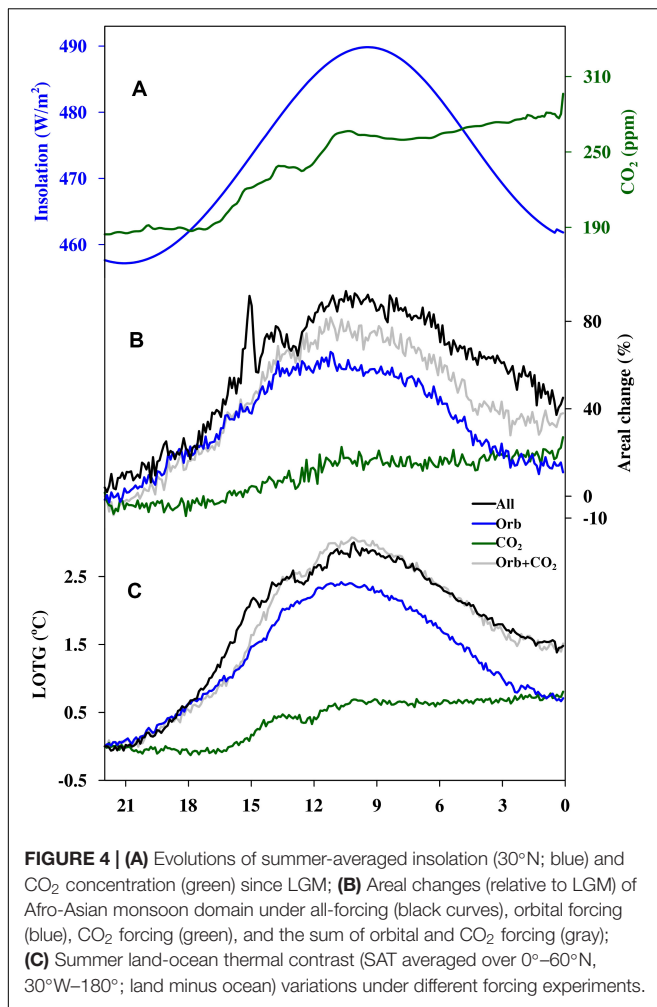 490
480
470
460
Insolation (W/m²)
A
310
250
190
CO₂ (ppm)
B
80
40
0
-10
Areal change (%)
All
Orb
CO₂
Orb+CO₂
C
2.5
1.5
0.5
-0.5
LOTG (°C)
21 18 15 12 9 6 3 0
FIGURE 4 | (A) Evolutions of summer-averaged insolation (30°N; blue) and
CO₂ concentration (green) since LGM; (B) Areal changes (relative to LGM) of
Afro-Asian monsoon domain under all-forcing (black curves), orbital forcing
(blue), CO₂ forcing (green), and the sum of orbital and CO₂ forcing (gray);
(C) Summer land-ocean thermal contrast (SAT averaged over 0°–60°N,
30°W–180°; land minus ocean) variations under different forcing experiments.